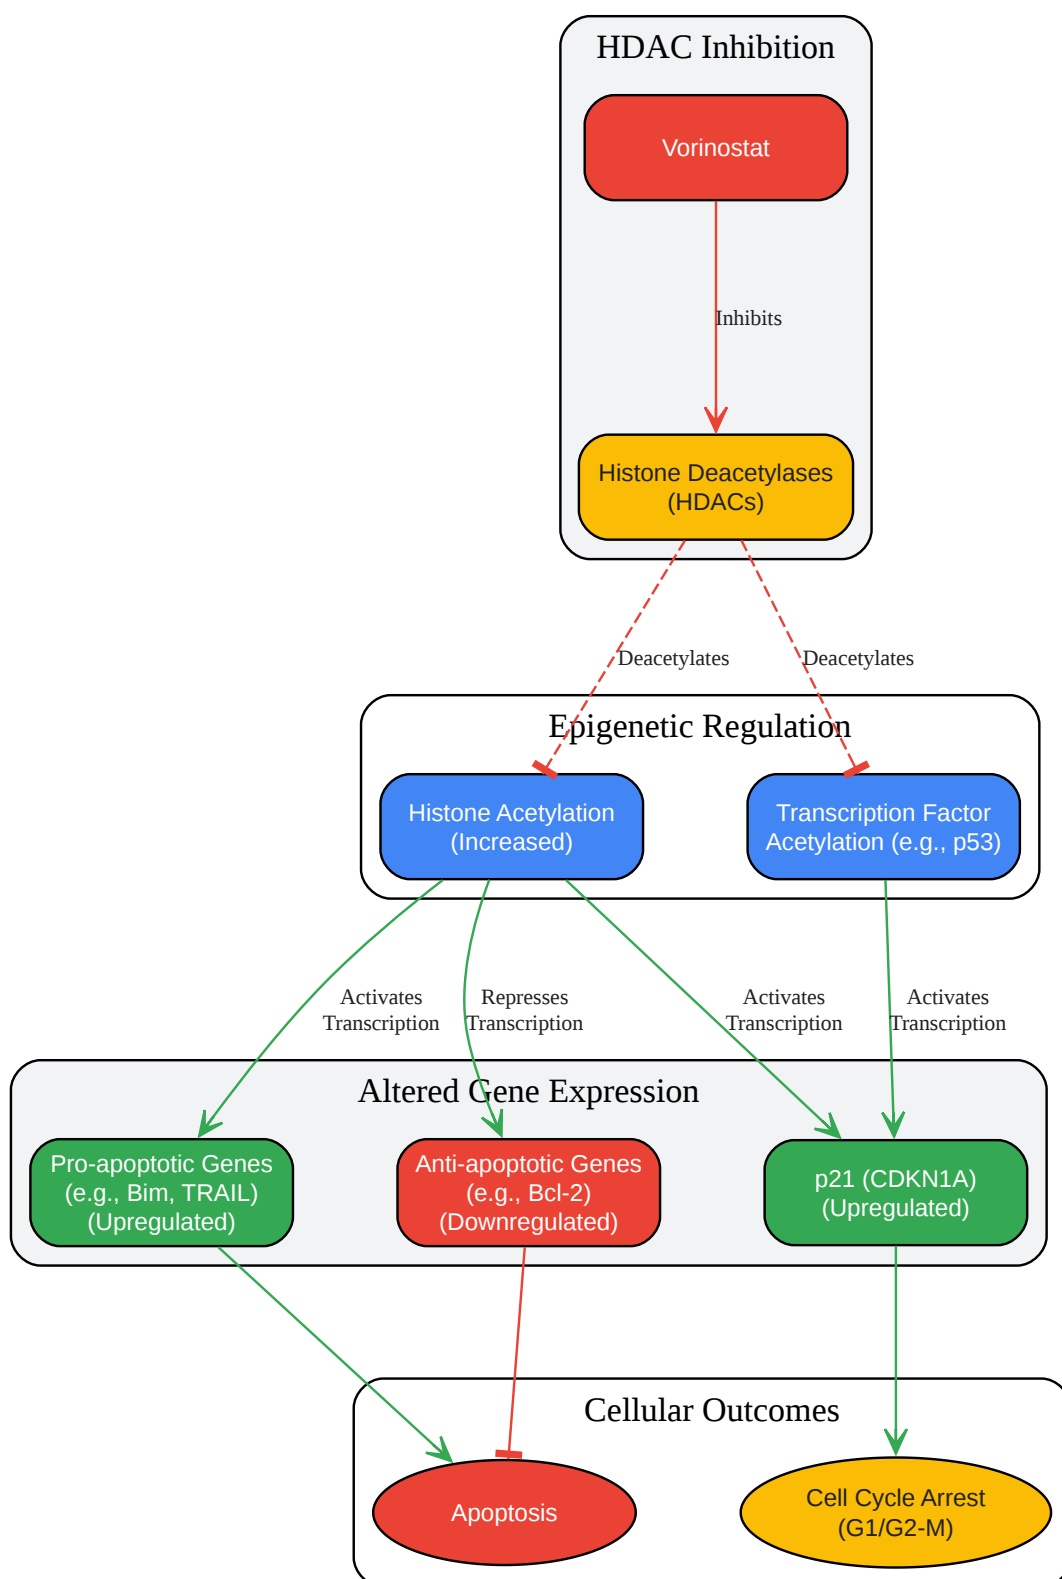 HDAC Inhibition
Vorinostat
Inhibits
Histone Deacetylases
(HDACs)
Deacetylates
Deacetylates
Epigenetic Regulation
Histone Acetylation
(Increased)
Transcription Factor
Acetylation (e.g., p53)
Activates
Transcription
Represses
Transcription
Activates
Transcription
Activates
Transcription
Altered Gene Expression
Pro-apoptotic Genes
(e.g., Bim, TRAIL)
(Upregulated)
Anti-apoptotic Genes
(e.g., Bcl-2)
(Downregulated)
p21 (CDKN1A)
(Upregulated)
Cellular Outcomes
Apoptosis
Cell Cycle Arrest
(G1/G2-M)